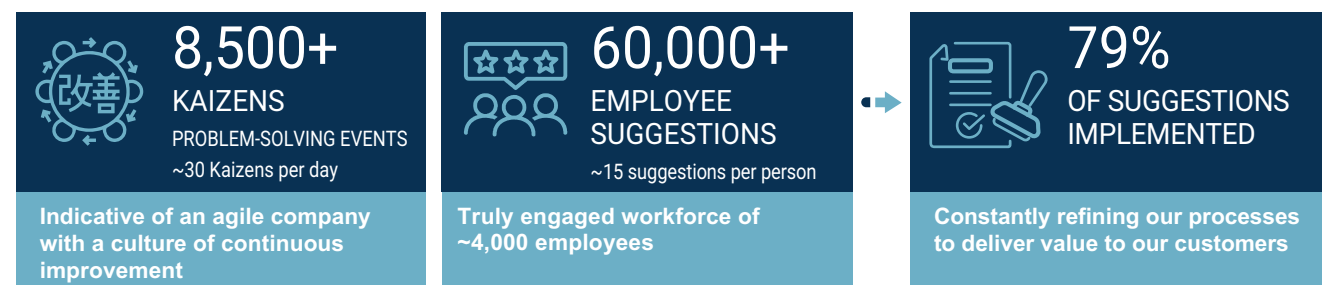 改善
8,500+
KAIZENS
PROBLEM-SOLVING EVENTS
~30 Kaizens per day
Indicative of an agile company
with a culture of continuous
improvement
60,000+
EMPLOYEE
SUGGESTIONS
~15 suggestions per person
Truly engaged workforce of
~4,000 employees
79%
OF SUGGESTIONS
IMPLEMENTED
Constantly refining our processes
to deliver value to our customers